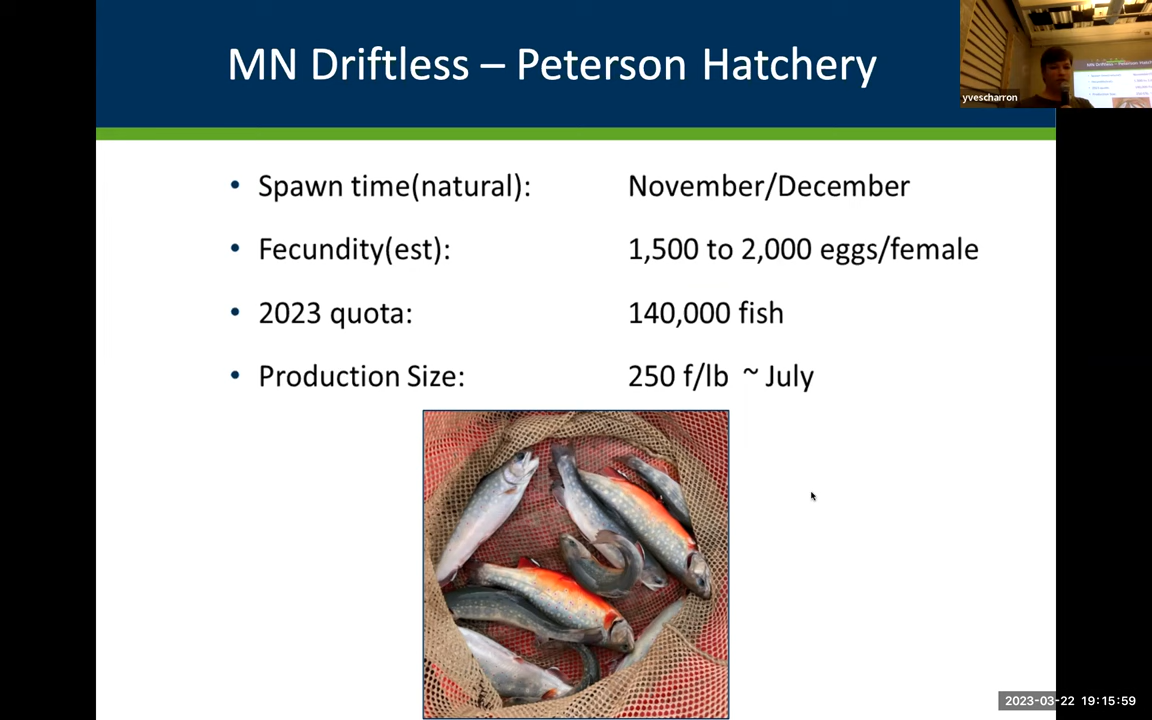 MN Driftless – Peterson Hatchery
yvescharron
• Spawn time(natural): November/December
• Fecundity(est): 1,500 to 2,000 eggs/female
• 2023 quota: 140,000 fish
• Production Size: 250 f/lb ~ July
2023-03-22 19:15:59